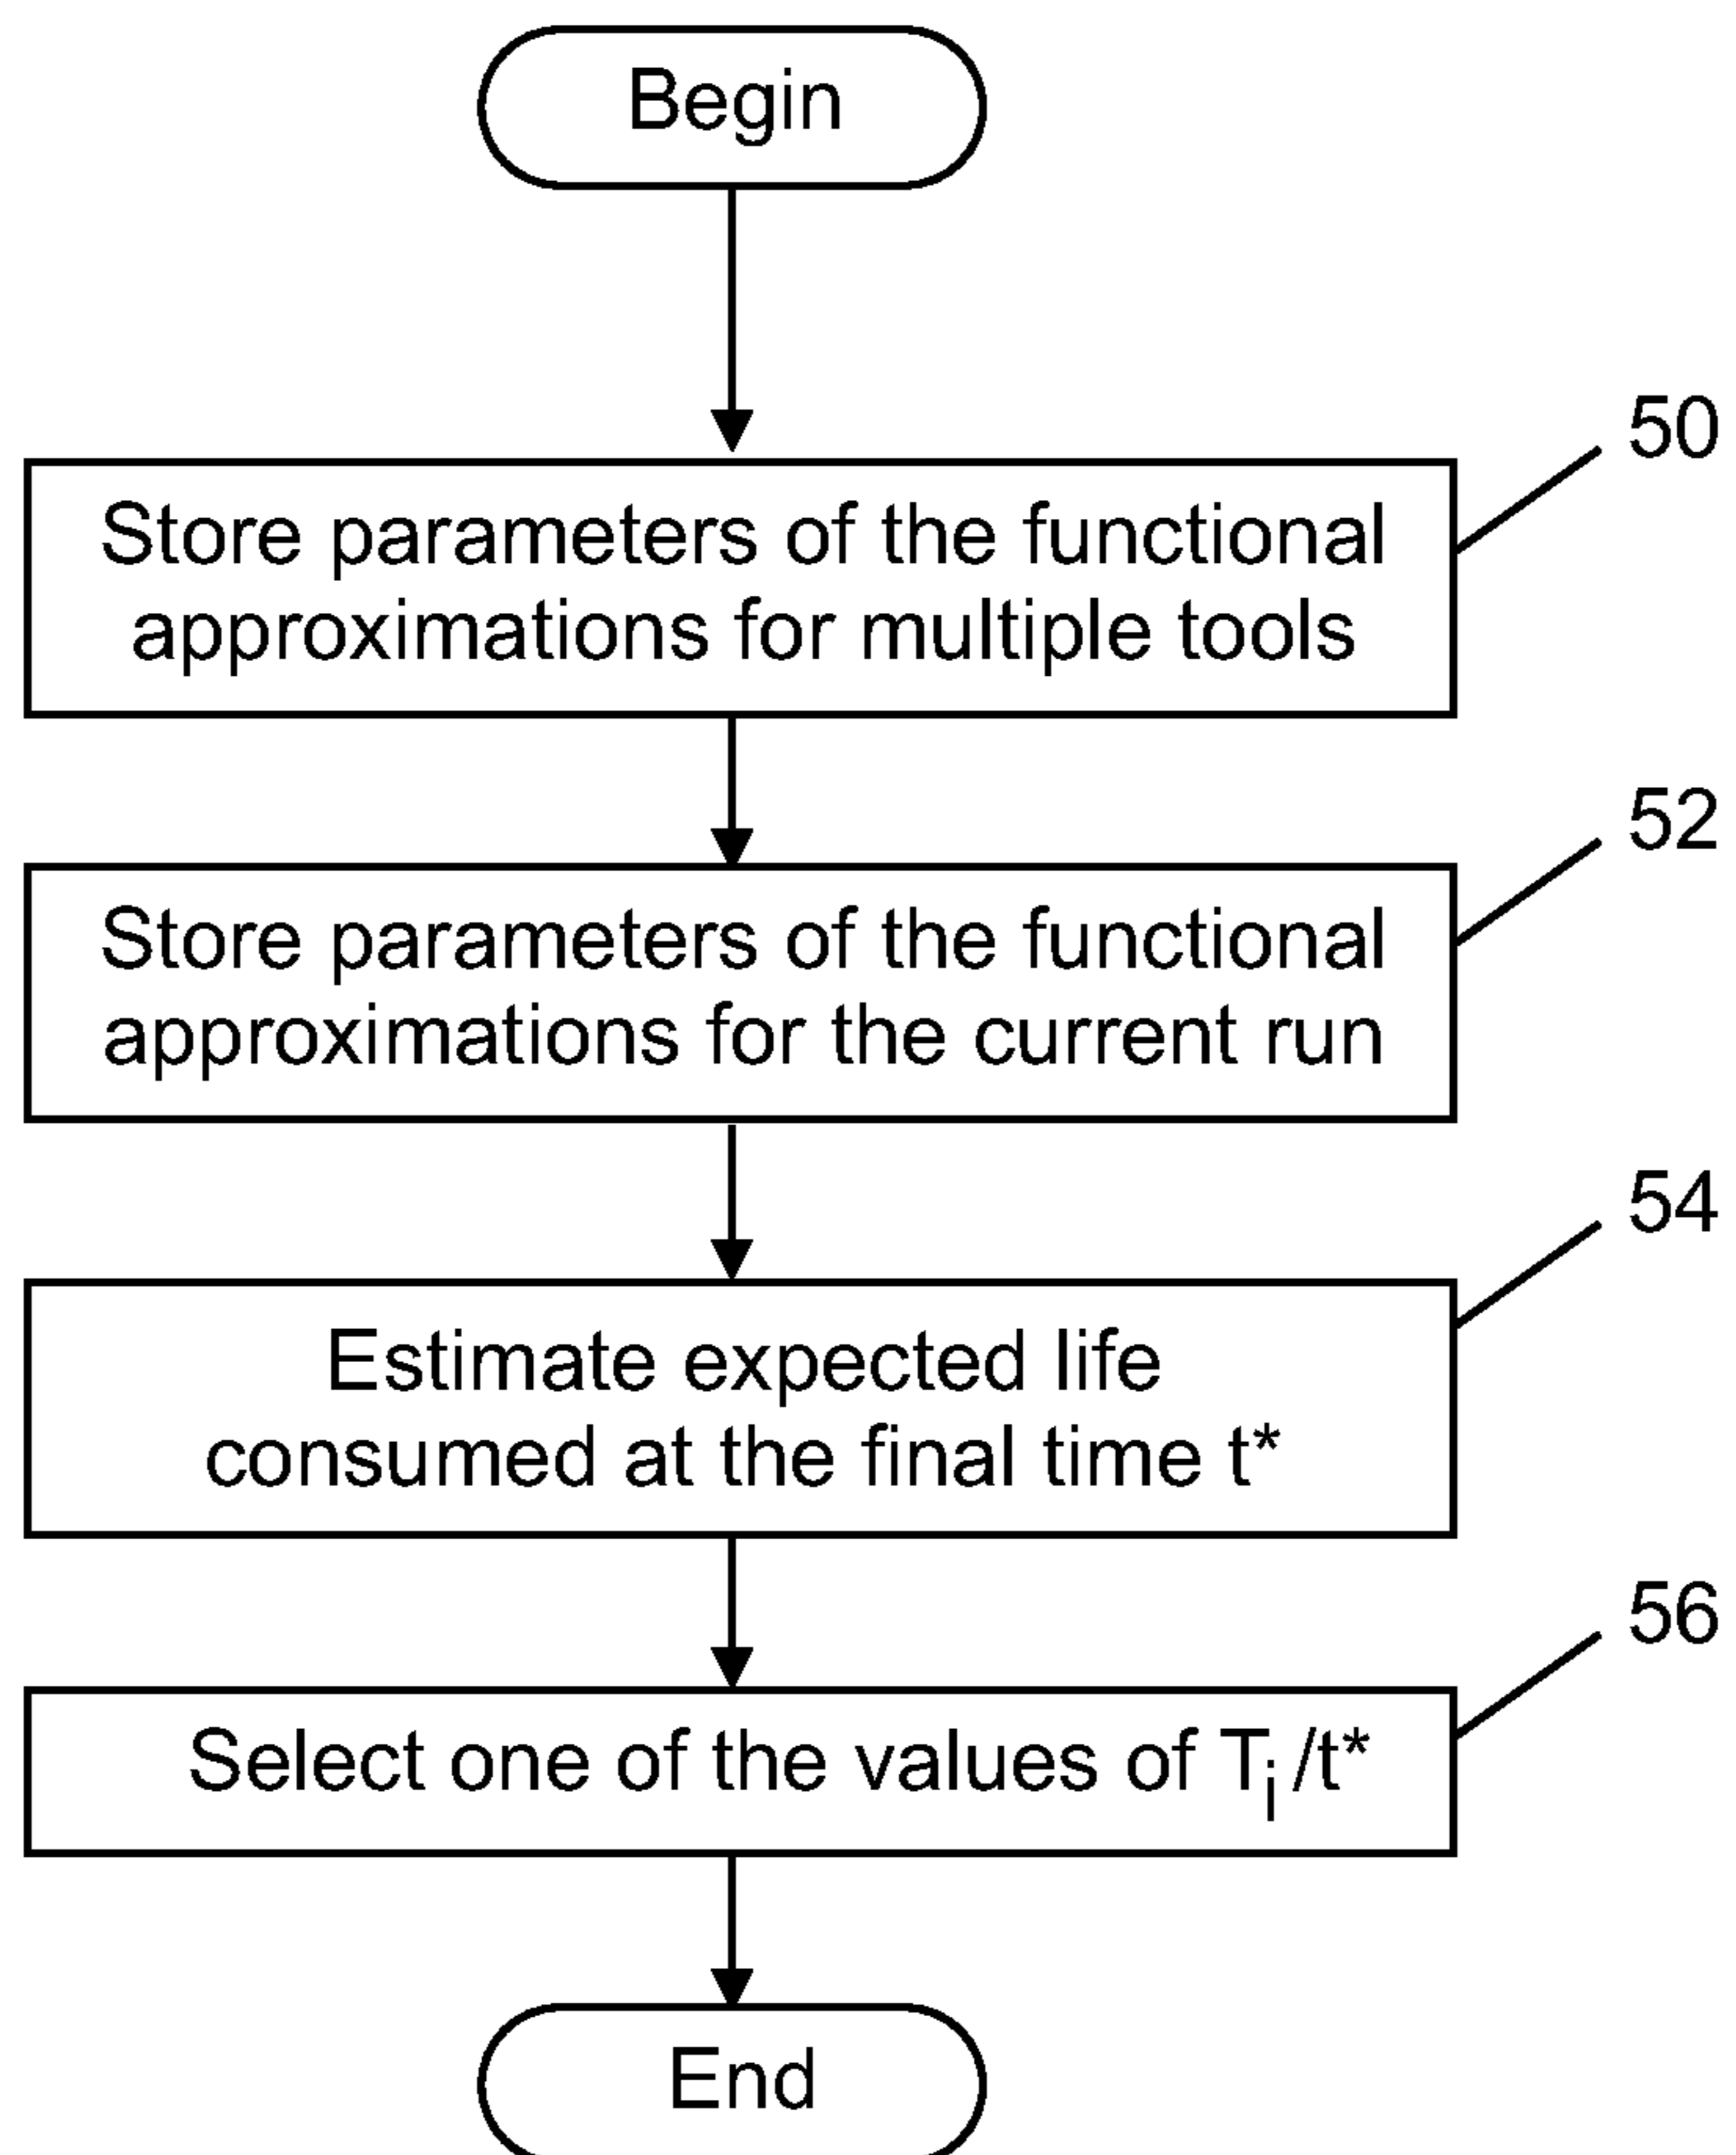 Begin
50
Store parameters of the functional
approximations for multiple tools
52
Store parameters of the functional
approximations for the current run
54
Estimate expected life
consumed at the final time t*
56
Select one of the values of Tᵢ/t*
End